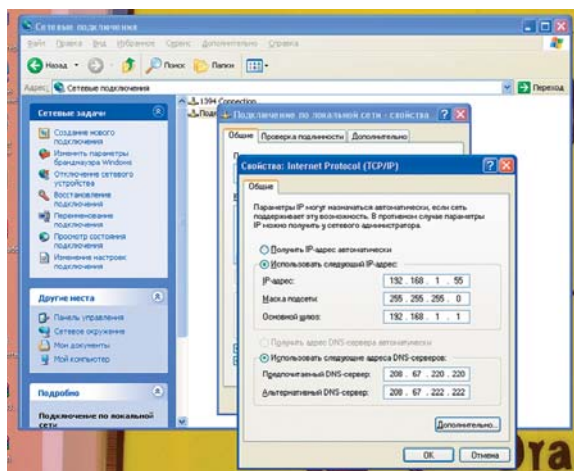 Сетевые подключения
Файл Правка Вид Избранное Сервис Дополнительно Справка
Назад Поиск Папки
Адрес: Сетевые подключения Переход
Сетевые задачи
Создание нового подключения
Изменить параметры брандмауэра Windows
Отключение сетевого устройства
Восстановление подключения
Переименование подключения
Просмотр состояния подключения
Изменение настроек подключения
Другие места
Панель управления
Сетевое окружение
Мои документы
Мой компьютер
Подробно
Подключение по локальной сети
1394 Connection
Подключение по локальной сети - свойства
Общие Проверка подлинности Дополнительно
Свойства: Internet Protocol (TCP/IP)
Общие
Параметры IP могут назначаться автоматически, если сеть
поддерживает эту возможность. В противном случае параметры
IP можно получить у сетевого администратора.
Получить IP-адрес автоматически
Использовать следующий IP-адрес:
IP-адрес: 192 . 168 . 1 . 55
Маска подсети: 255 . 255 . 255 . 0
Основной шлюз: 192 . 168 . 1 . 1
Получить адрес DNS-сервера автоматически
Использовать следующие адреса DNS-серверов:
Предпочитаемый DNS-сервер: 208 . 67 . 220 . 220
Альтернативный DNS-сервер: 208 . 67 . 222 . 222
Дополнительно...
ОК Отмена